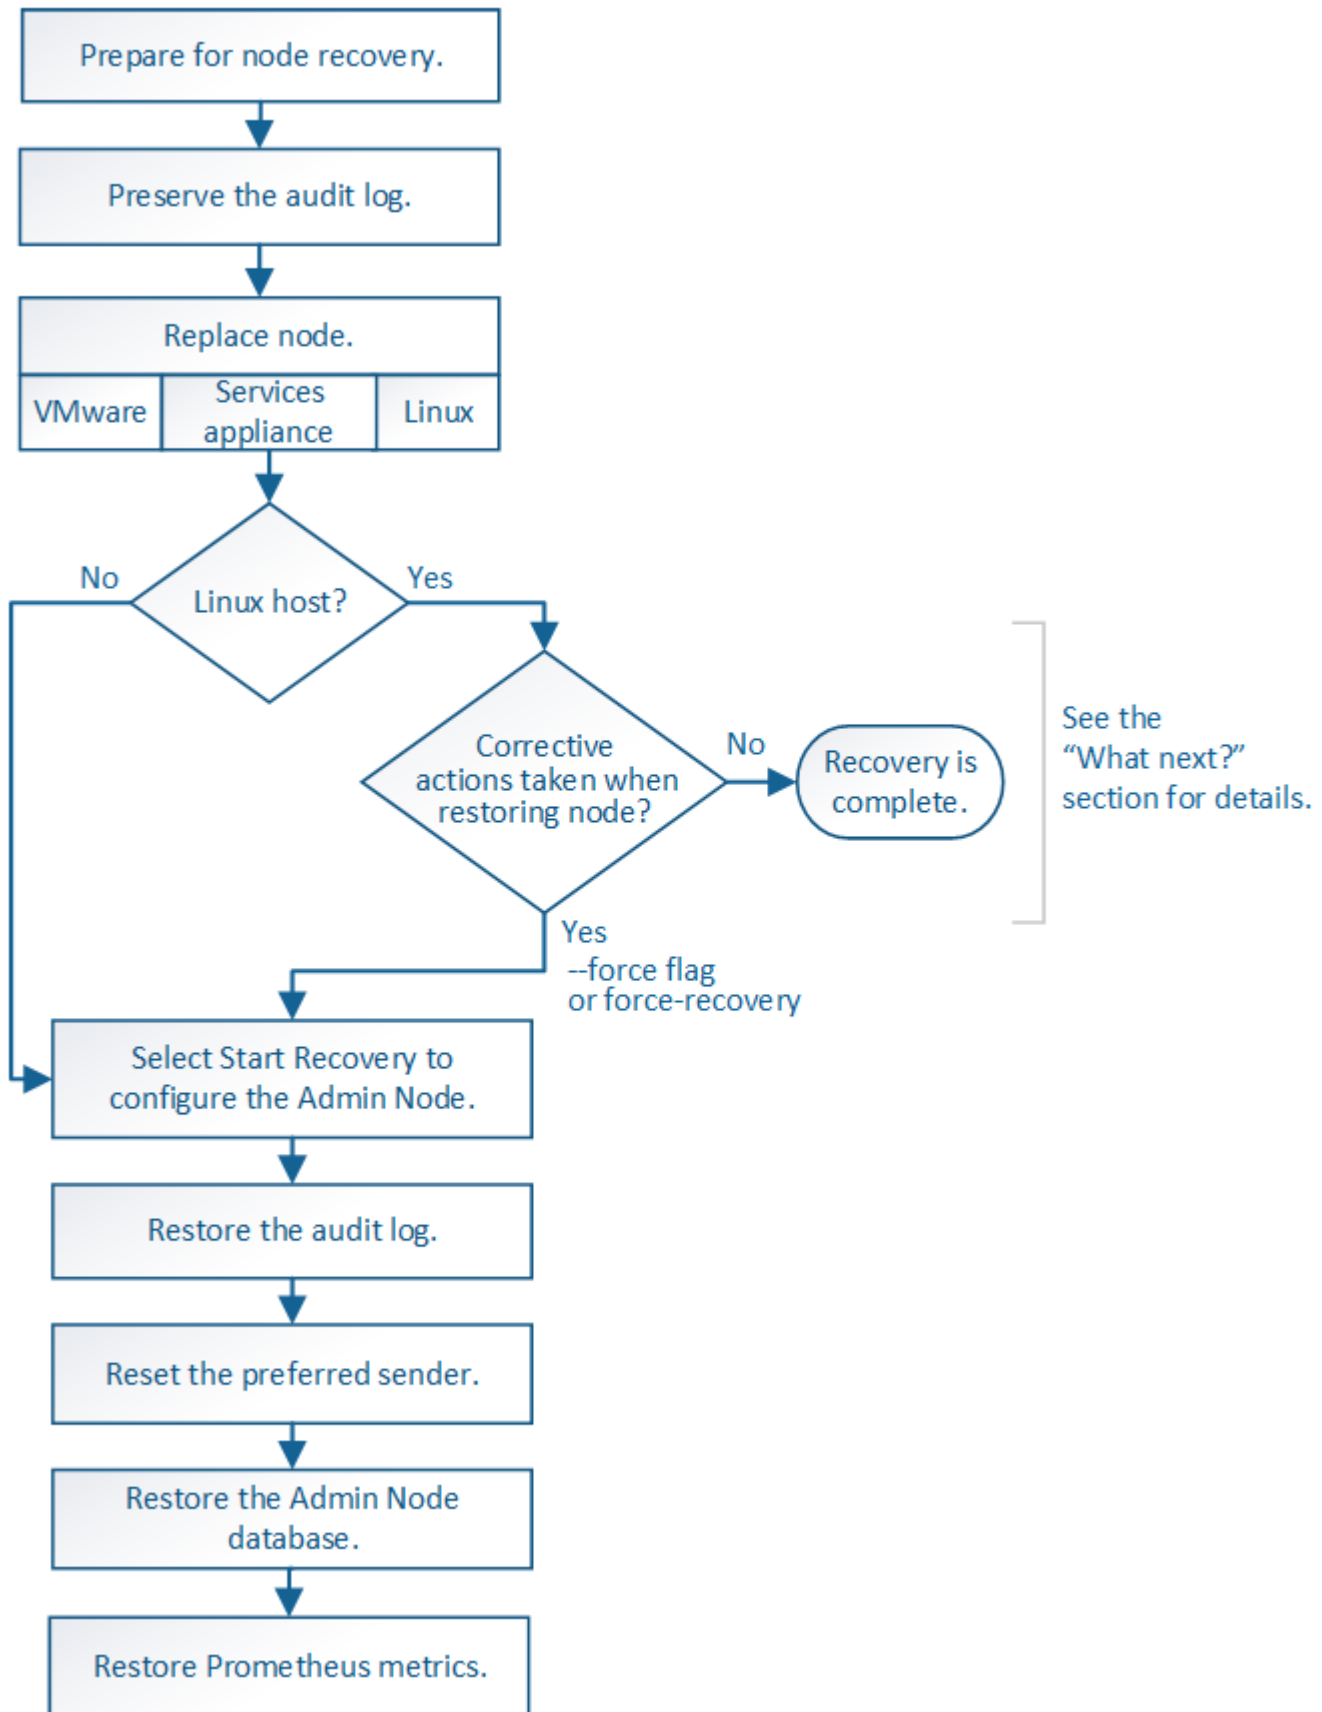 Prepare for node recovery.
Preserve the audit log.
Replace node.
VMware
Services
appliance
Linux
Linux host?
No
Yes
Corrective
actions taken when
restoring node?
No
Recovery is
complete.
See the
“What next?”
section for details.
Yes
--force flag
or force-recovery
Select Start Recovery to
configure the Admin Node.
Restore the audit log.
Reset the preferred sender.
Restore the Admin Node
database.
Restore Prometheus metrics.